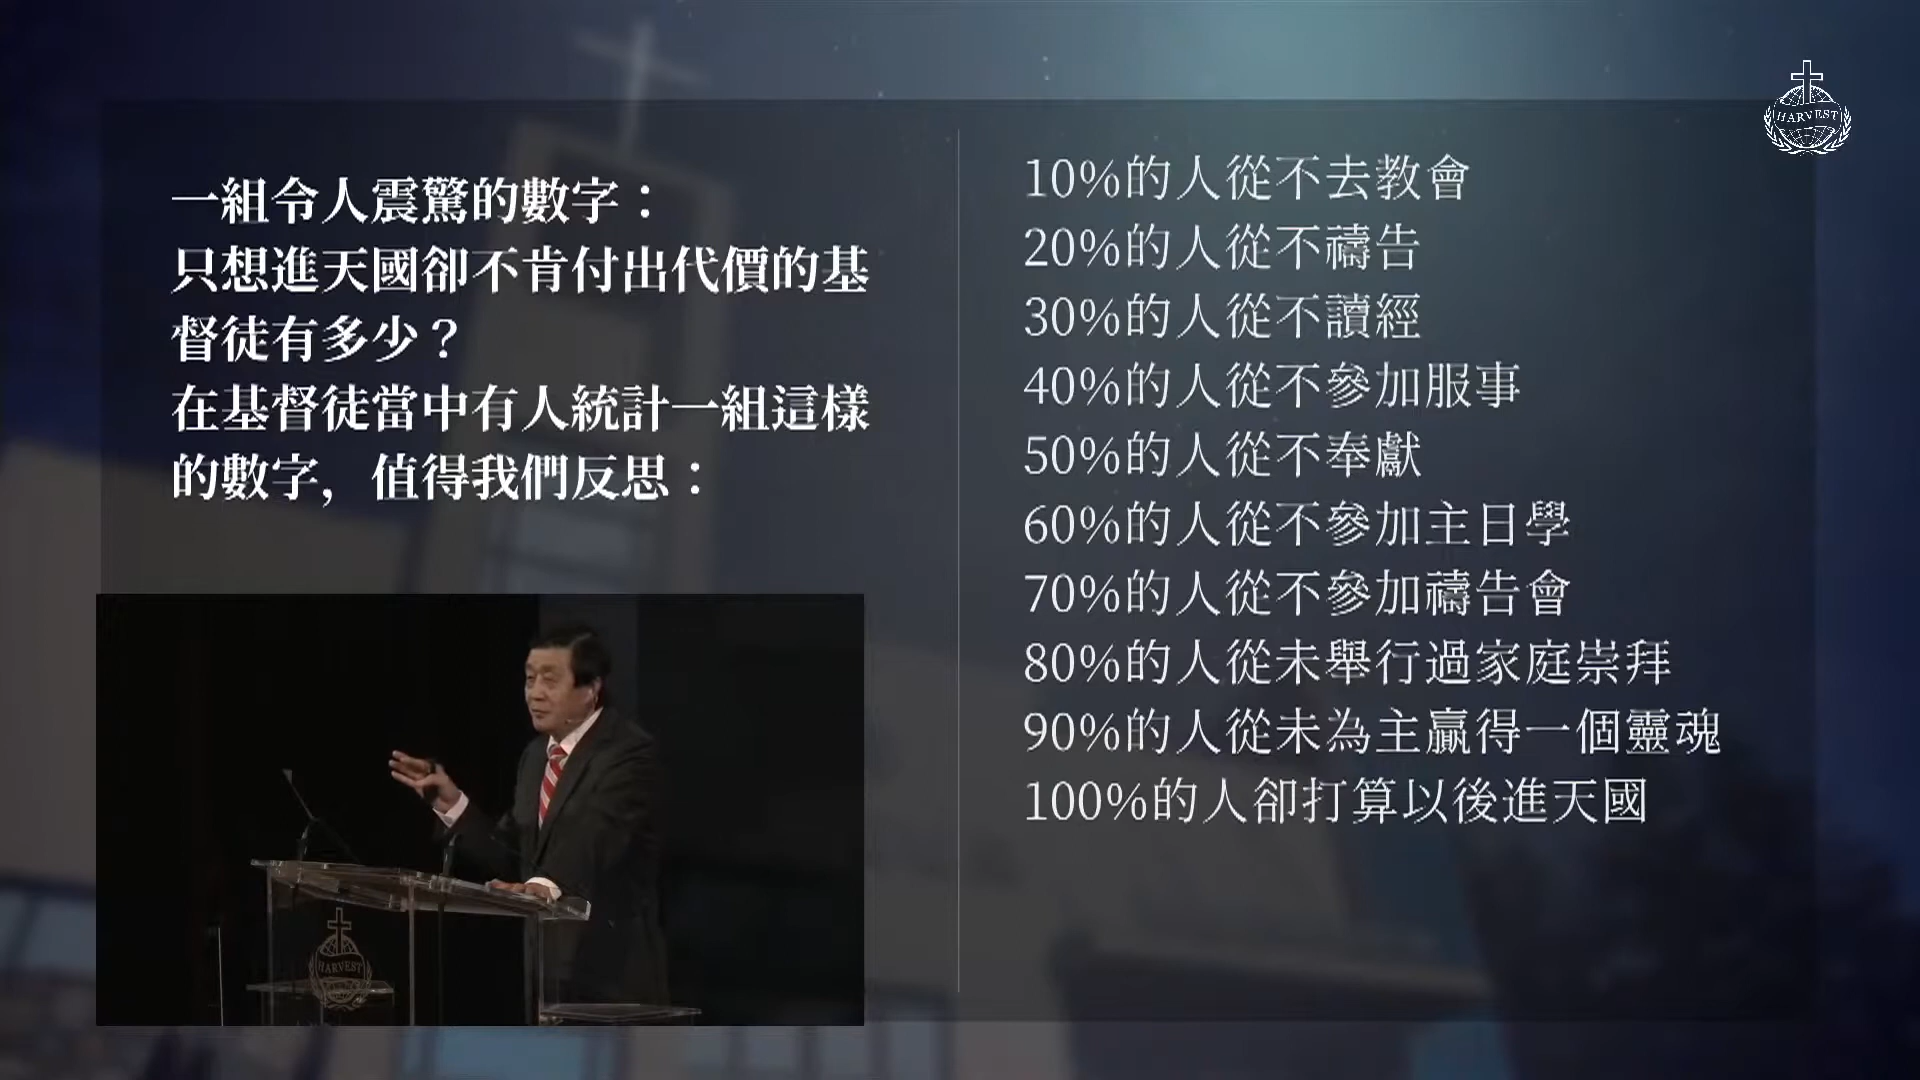 一組令人震驚的數字：
只想進天國卻不肯付出代價的基
督徒有多少？
在基督徒當中有人統計一組這樣
的數字，值得我們反思：
10%的人從不去教會
20%的人從不禱告
30%的人從不讀經
40%的人從不參加服事
50%的人從不奉獻
60%的人從不參加主日學
70%的人從不參加禱告會
80%的人從未舉行過家庭崇拜
90%的人從未為主贏得一個靈魂
100%的人卻打算以後進天國
HARVEST
HARVEST